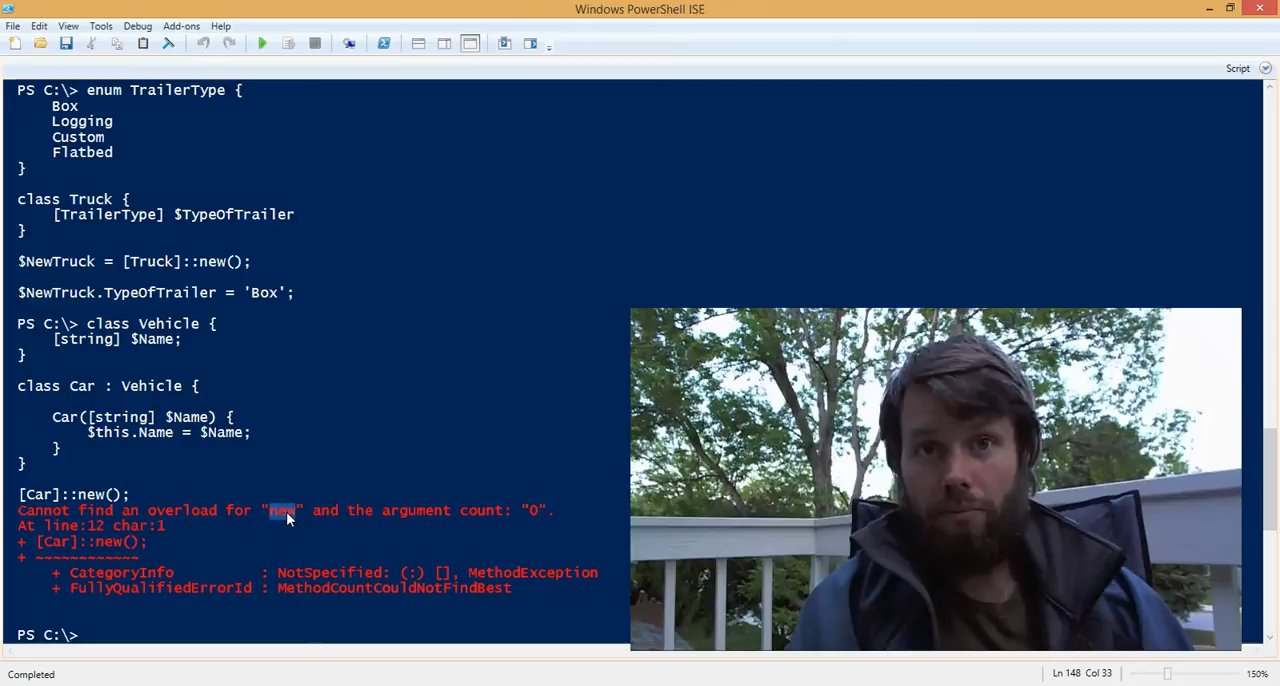 Windows PowerShell ISE
File Edit View Tools Debug Add-ons Help
Script
PS C:\> enum TrailerType {
    Box
    Logging
    Custom
    Flatbed
}
class Truck {
    [TrailerType] $TypeOfTrailer
}
$NewTruck = [Truck]::new();
$NewTruck.TypeOfTrailer = 'Box';
PS C:\> class Vehicle {
    [string] $Name;
}
class Car : Vehicle {
    Car([string] $Name) {
        $this.Name = $Name;
    }
}
[Car]::new();
Cannot find an overload for "new" and the argument count: "0".
At line:12 char:1
+ [Car]::new();
+ ~~~~~~~~~~~~
    + CategoryInfo          : NotSpecified: (:) [], MethodException
    + FullyQualifiedErrorId : MethodCountCouldNotFindBest
PS C:\>
Completed Ln 148 Col 33 150%